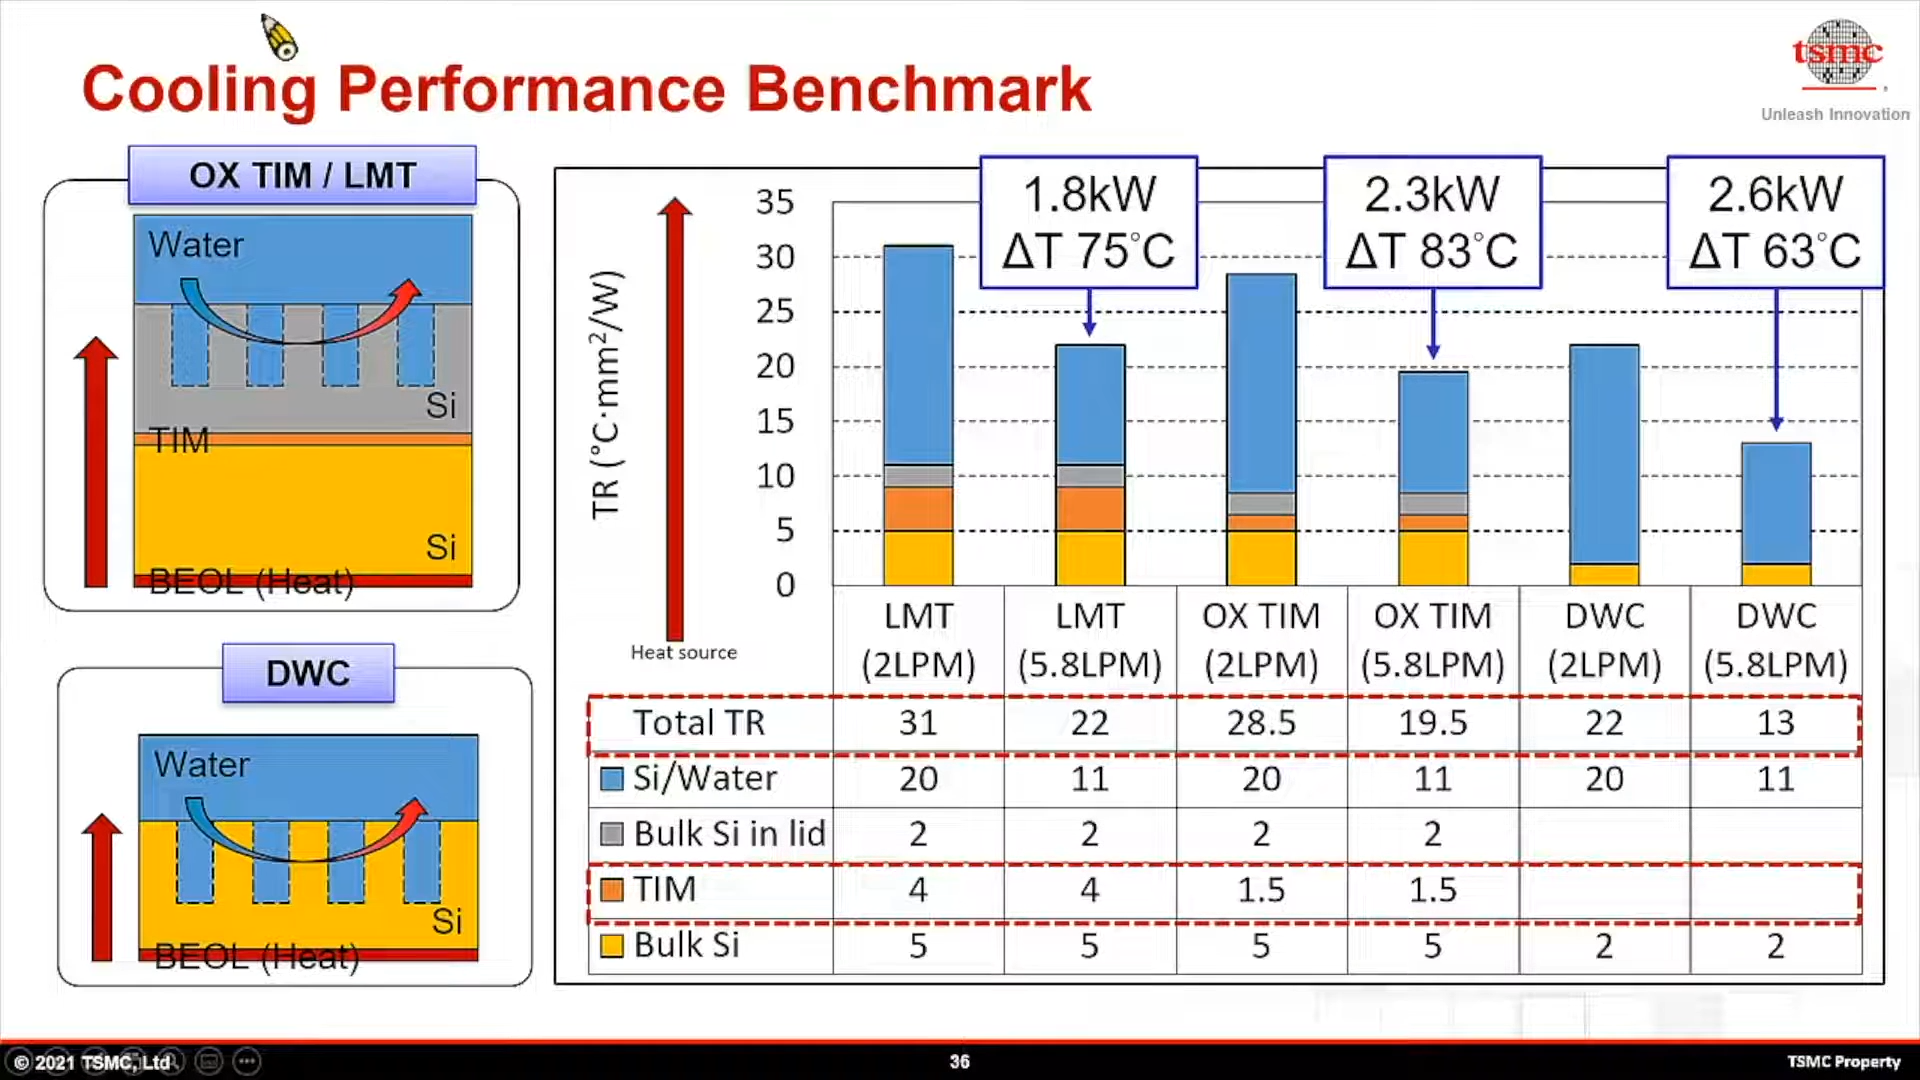 Cooling Performance Benchmark
tsmc
Unleash Innovation
OX TIM / LMT
Water
Si
TIM
Si
BEOL (Heat)
DWC
Water
Si
BEOL (Heat)
1.8kW
ΔT 75°C
2.3kW
ΔT 83°C
2.6kW
ΔT 63°C
TR (°C·mm²/W)
Heat source
35
30
25
20
15
10
5
0
LMT (2LPM) LMT (5.8LPM) OX TIM (2LPM) OX TIM (5.8LPM) DWC (2LPM) DWC (5.8LPM)
Total TR 31 22 28.5 19.5 22 13
Si/Water 20 11 20 11 20 11
Bulk Si in lid 2 2 2 2
TIM 4 4 1.5 1.5
Bulk Si 5 5 5 5 2 2
© 2021 TSMC, Ltd
36
TSMC Property